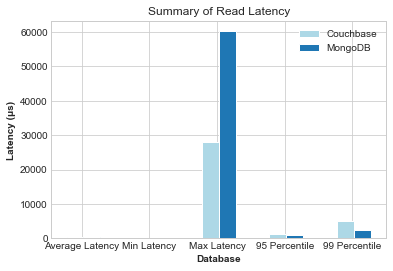 Summary of Read Latency
Couchbase
MongoDB
Latency (μs)
60000
50000
40000
30000
20000
10000
0
Average Latency Min Latency Max Latency 95 Percentile 99 Percentile
Database